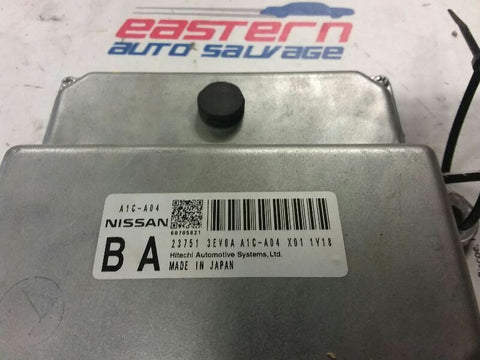 eastern
AUTO SALVAGE
A1C-A04
NISSAN
6D705821
BA
23751 3EV0A A1C-A04 X01 1Y18
Hitachi Automotive Systems, Ltd.
MADE IN JAPAN